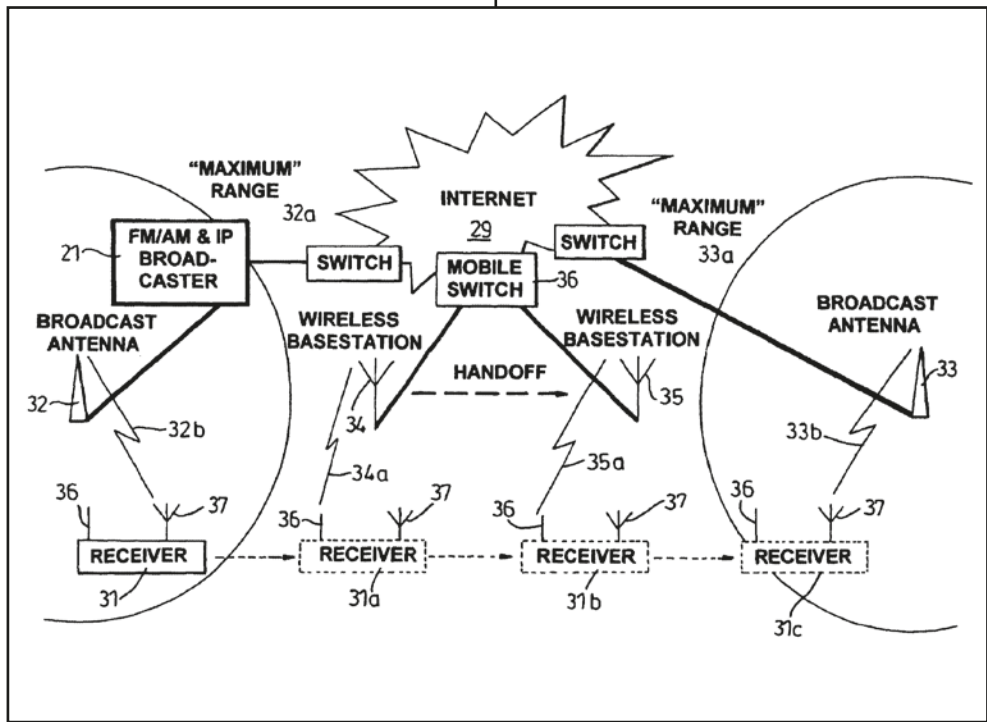 "MAXIMUM"
RANGE
32a
INTERNET
29
"MAXIMUM"
RANGE
33a
21
FM/AM & IP
BROAD-
CASTER
SWITCH
MOBILE
SWITCH
36
SWITCH
BROADCAST
ANTENNA
WIRELESS
BASESTATION
HANDOFF
WIRELESS
BASESTATION
BROADCAST
ANTENNA
32
32b
34
34a
35
35a
33
33b
36
37
RECEIVER
31
36
37
RECEIVER
31a
36
37
RECEIVER
31b
36
37
RECEIVER
31c